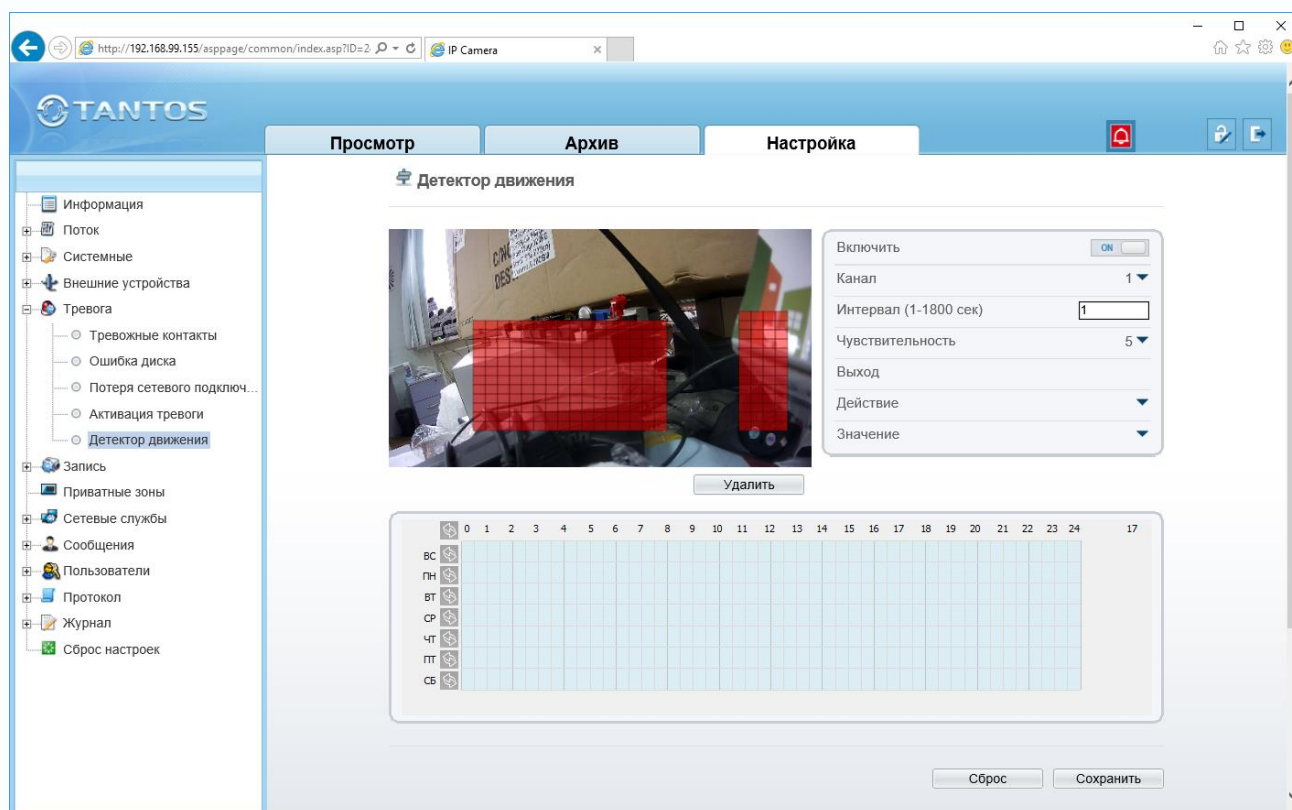 http://192.168.99.155/asppage/common/index.asp?ID=2
IP Camera
TANTOS
Просмотр
Архив
Настройка
Информация
Поток
Системные
Внешние устройства
Тревога
Тревожные контакты
Ошибка диска
Потеря сетевого подключ...
Активация тревоги
Детектор движения
Запись
Приватные зоны
Сетевые службы
Сообщения
Пользователи
Протокол
Журнал
Сброс настроек
Детектор движения
Включить ON
Канал 1
Интервал (1-1800 сек) 1
Чувствительность 5
Выход
Действие
Значение
Удалить
0 1 2 3 4 5 6 7 8 9 10 11 12 13 14 15 16 17 18 19 20 21 22 23 24 17
ВС
ПН
ВТ
СР
ЧТ
ПТ
СБ
Сброс
Сохранить